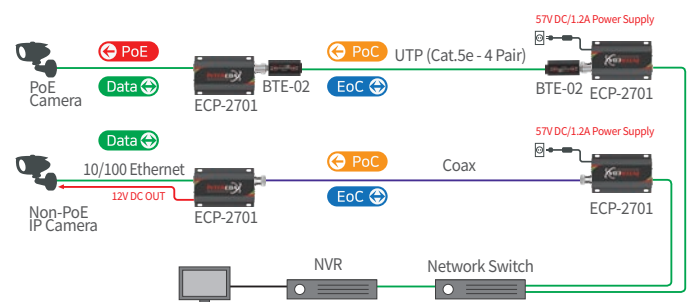 57V DC/1.2A Power Supply
PoE
PoC
UTP (Cat.5e - 4 Pair)
Data
EoC
BTE-02
BTE-02
ECP-2701
ECP-2701
PoE
Camera
Data
57V DC/1.2A Power Supply
10/100 Ethernet
PoC
Coax
12V DC OUT
EoC
ECP-2701
ECP-2701
Non-PoE
IP Camera
NVR
Network Switch